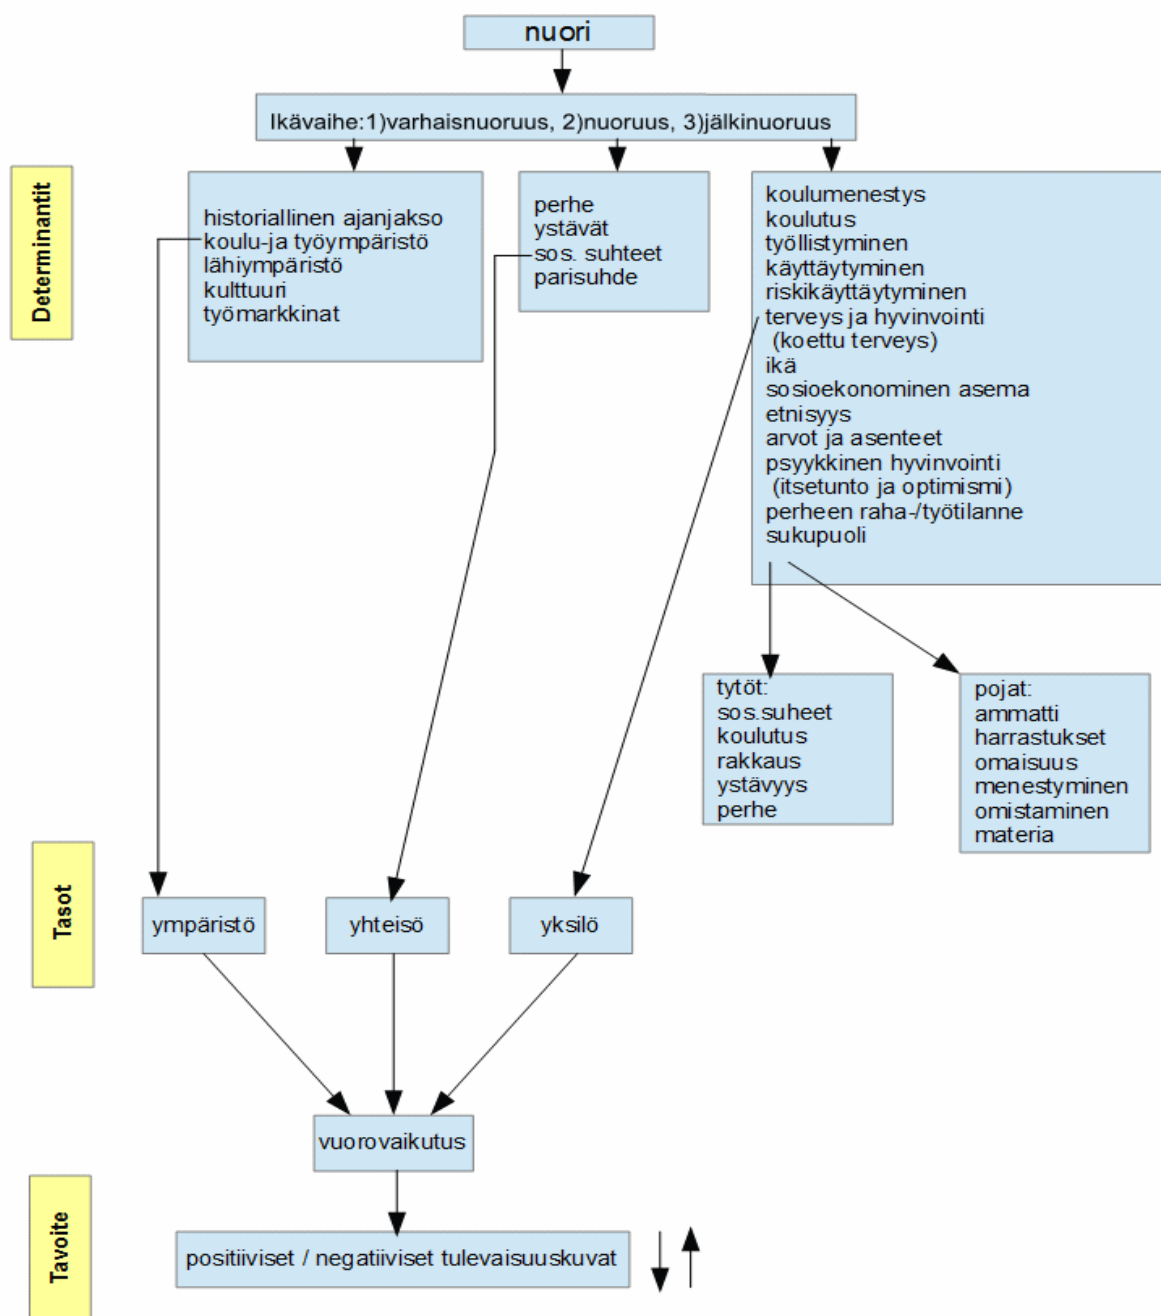 nuori
Ikävaihe:1)varhaisnuoruus, 2)nuoruus, 3)jälkinuoruus
Determinantit
historiallinen ajanjakso
koulu-ja työympäristö
lähiympäristö
kulttuuri
työmarkkinat
perhe
ystävät
sos. suhteet
parisuhde
koulumenestys
koulutus
työllistyminen
käyttäytyminen
riskikäyttäytyminen
terveys ja hyvinvointi
(koettu terveys)
ikä
sosioekonominen asema
etnisyys
arvot ja asenteet
psyykkinen hyvinvointi
(itsetunto ja optimismi)
perheen raha-/työtilanne
sukupuoli
tytöt:
sos.suheet
koulutus
rakkaus
ystävyys
perhe
pojat:
ammatti
harrastukset
omaisuus
menestyminen
omistaminen
materia
Tasot
ympäristö
yhteisö
yksilö
vuorovaikutus
Tavoite
positiiviset / negatiiviset tulevaisuuskuvat